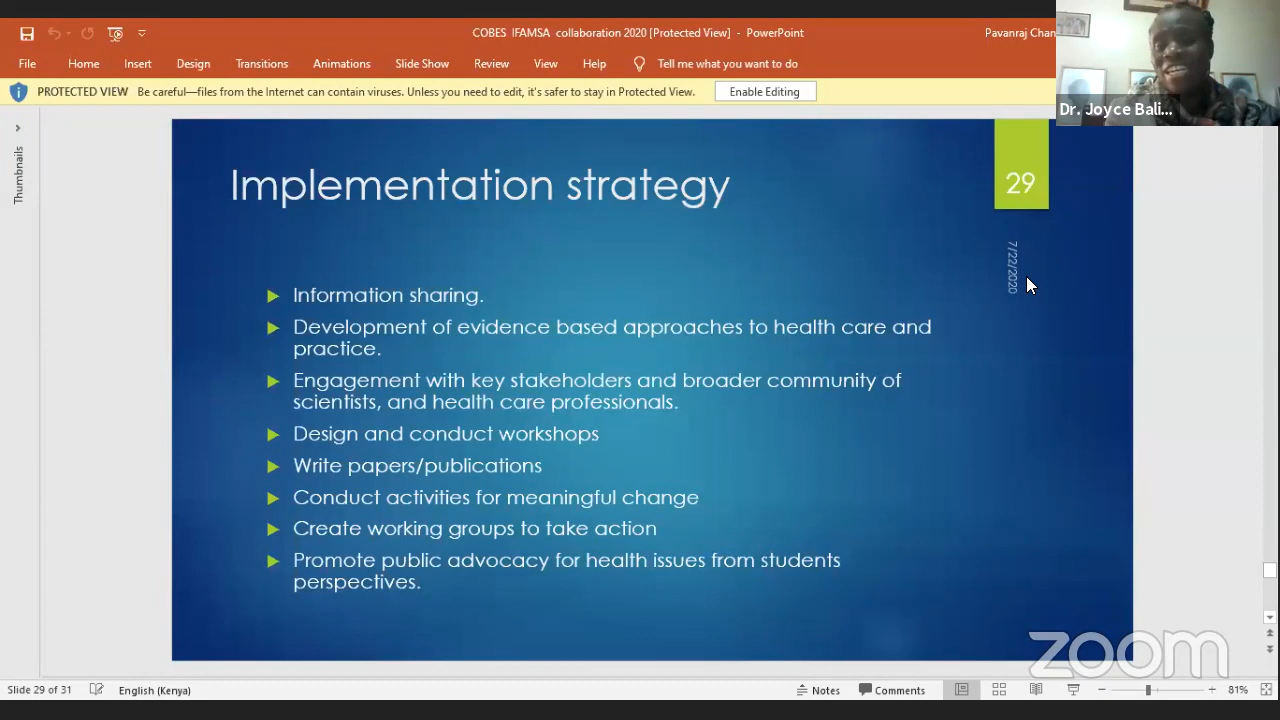 COBES IFAMSA collaboration 2020 [Protected View] - PowerPoint
Pavanraj Chan
File Home Insert Design Transitions Animations Slide Show Review View Help Tell me what you want to do
Dr. Joyce Bali...
PROTECTED VIEW Be careful—files from the Internet can contain viruses. Unless you need to edit, it's safer to stay in Protected View. Enable Editing
Thumbnails
Implementation strategy
29
7/22/2020
Information sharing.
Development of evidence based approaches to health care and
practice.
Engagement with key stakeholders and broader community of
scientists, and health care professionals.
Design and conduct workshops
Write papers/publications
Conduct activities for meaningful change
Create working groups to take action
Promote public advocacy for health issues from students
perspectives.
zoom
Slide 29 of 31 English (Kenya) Notes Comments 81%